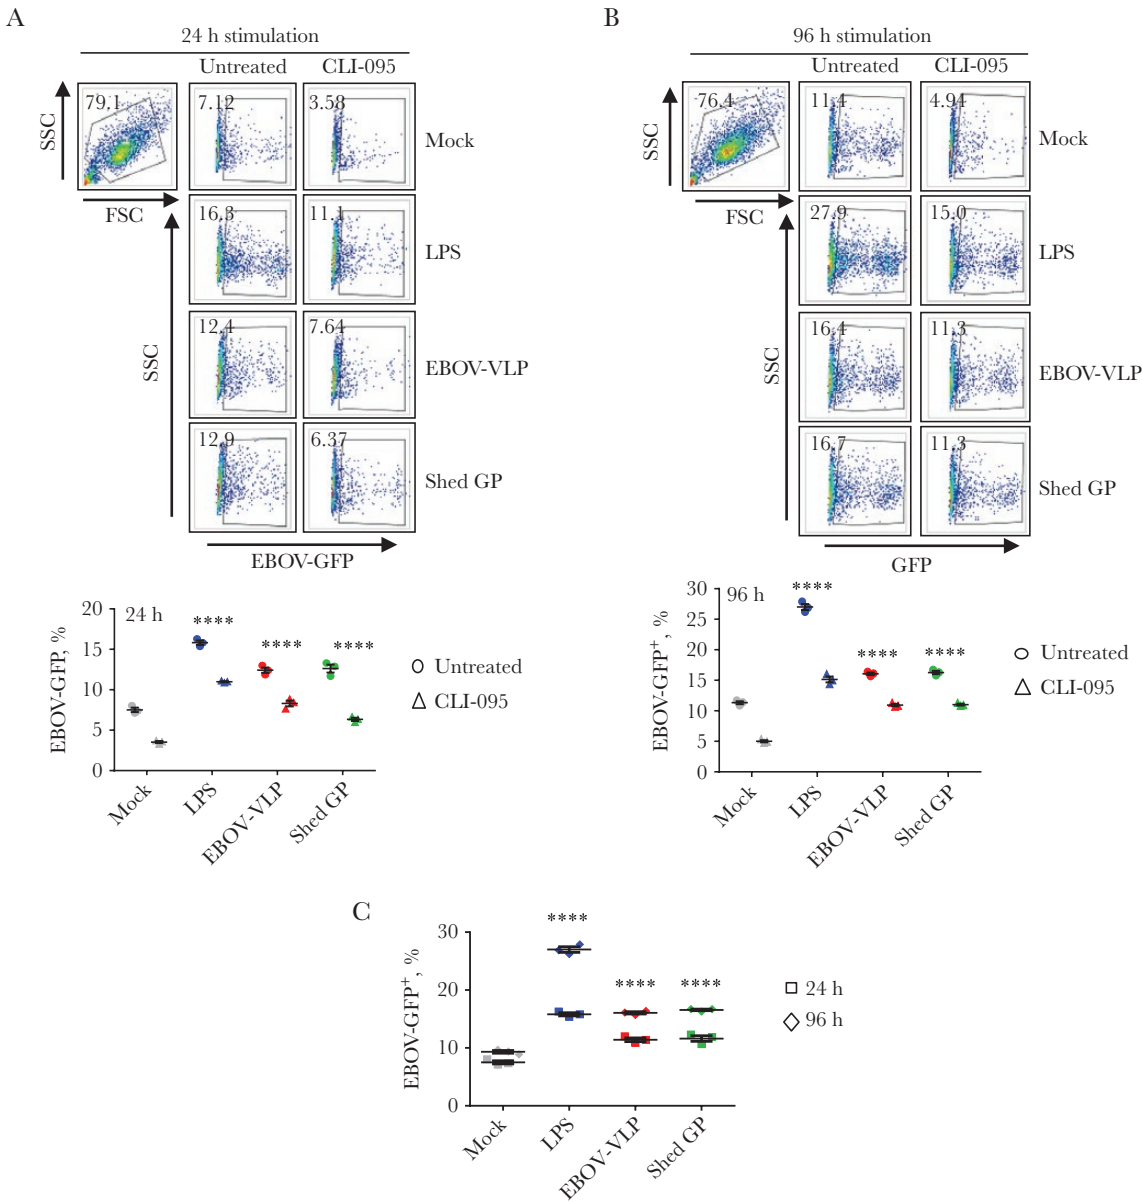 A
24 h stimulation
Untreated CLI-095
SSC
79.1
7.12
3.58
Mock
FSC
16.3
11.1
LPS
SSC
12.4
7.64
EBOV-VLP
12.9
6.37
Shed GP
EBOV-GFP
EBOV-GFP, %
20
15
10
5
0
24 h
****
****
****
Untreated
CLI-095
Mock
LPS
EBOV-VLP
Shed GP
B
96 h stimulation
Untreated CLI-095
SSC
76.4
11.4
4.94
Mock
FSC
27.9
15.0
LPS
SSC
16.4
11.3
EBOV-VLP
16.7
11.3
Shed GP
GFP
EBOV-GFP+, %
30
25
20
15
10
5
0
96 h
****
****
****
Untreated
CLI-095
Mock
LPS
EBOV-VLP
Shed GP
C
EBOV-GFP+, %
30
20
10
0
****
****
****
24 h
96 h
Mock
LPS
EBOV-VLP
Shed GP